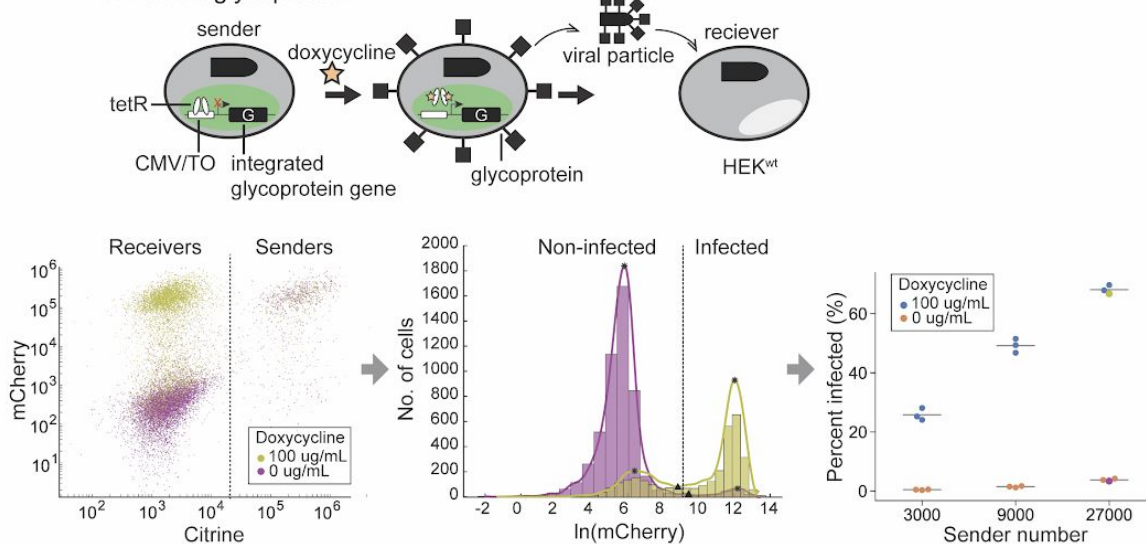 sender
doxycycline
viral particle
reciever
tetR
G
G
CMV/TO
integrated
glycoprotein gene
glycoprotein
HEKwt
Receivers
Senders
mCherry
10^6
10^5
10^4
10^3
10^2
10^1
Doxycycline
100 ug/mL
0 ug/mL
10^2
10^3
10^4
10^5
10^6
Citrine
Non-infected
Infected
No. of cells
2000
1800
1600
1400
1200
1000
800
600
400
200
0
-2
0
2
4
6
8
10
12
14
ln(mCherry)
Percent infected (%)
60
40
20
0
Doxycycline
100 ug/mL
0 ug/mL
3000
9000
27000
Sender number